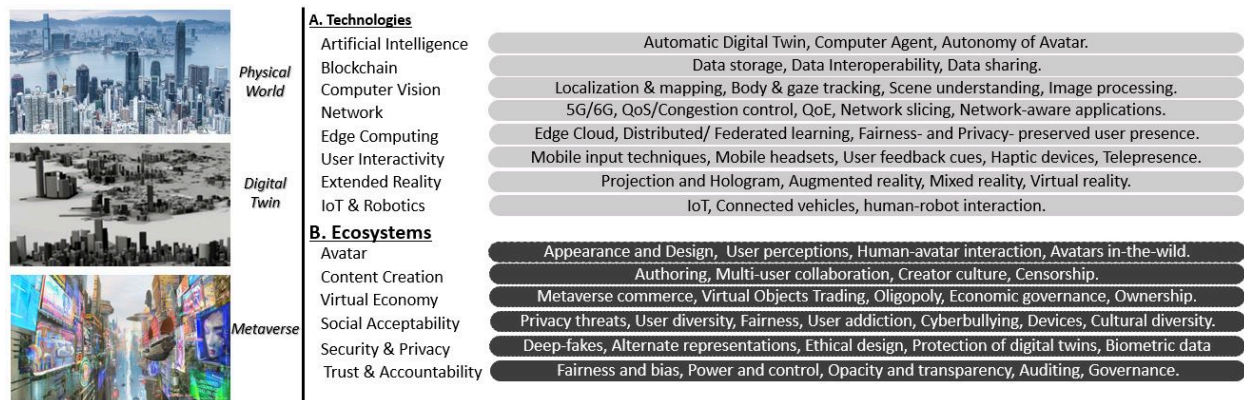 Physical
World
Digital
Twin
Metaverse
A. Technologies
Artificial Intelligence
Automatic Digital Twin, Computer Agent, Autonomy of Avatar.
Blockchain
Data storage, Data Interoperability, Data sharing.
Computer Vision
Localization & mapping, Body & gaze tracking, Scene understanding, Image processing.
Network
5G/6G, QoS/Congestion control, QoE, Network slicing, Network-aware applications.
Edge Computing
Edge Cloud, Distributed/ Federated learning, Fairness- and Privacy- preserved user presence.
User Interactivity
Mobile input techniques, Mobile headsets, User feedback cues, Haptic devices, Telepresence.
Extended Reality
Projection and Hologram, Augmented reality, Mixed reality, Virtual reality.
IoT & Robotics
IoT, Connected vehicles, human-robot interaction.
B. Ecosystems
Avatar
Appearance and Design, User perceptions, Human-avatar interaction, Avatars in-the-wild.
Content Creation
Authoring, Multi-user collaboration, Creator culture, Censorship.
Virtual Economy
Metaverse commerce, Virtual Objects Trading, Oligopoly, Economic governance, Ownership.
Social Acceptability
Privacy threats, User diversity, Fairness, User addiction, Cyberbullying, Devices, Cultural diversity.
Security & Privacy
Deep-fakes, Alternate representations, Ethical design, Protection of digital twins, Biometric data
Trust & Accountability
Fairness and bias, Power and control, Opacity and transparency, Auditing, Governance.